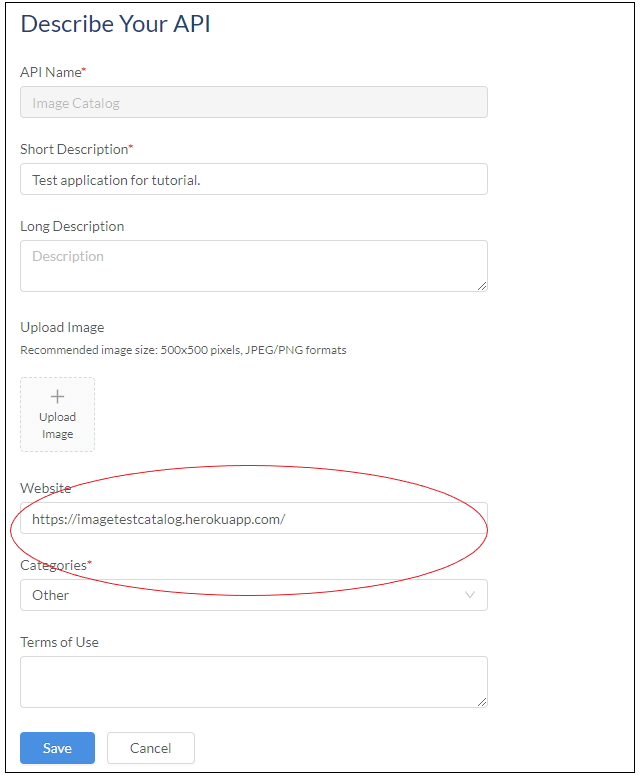 Describe Your API
API Name*
Image Catalog
Short Description*
Test application for tutorial.
Long Description
Description
Upload Image
Recommended image size: 500x500 pixels, JPEG/PNG formats
Upload
Image
Website
https://imagetestcatalog.herokuapp.com/
Categories*
Other
Terms of Use
Save Cancel